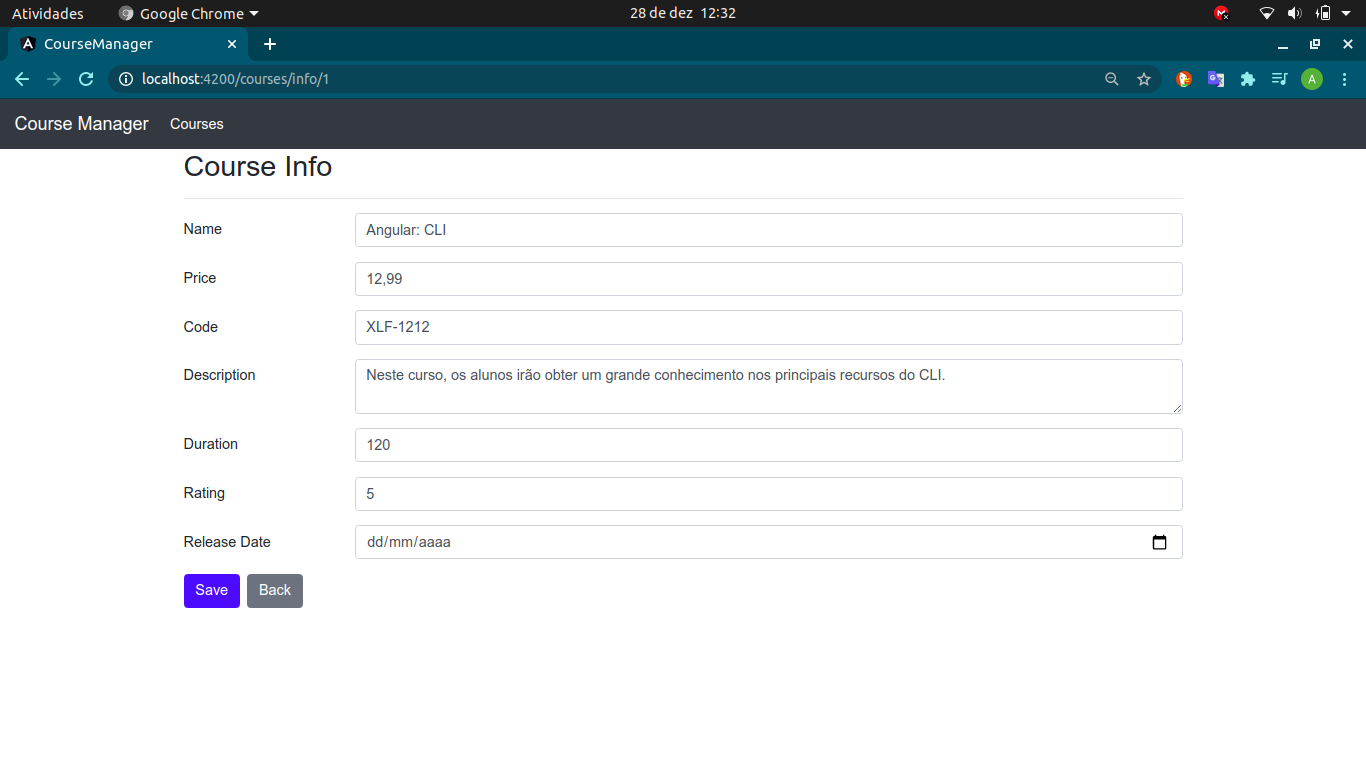 Atividades Google Chrome 28 de dez 12:32
CourseManager
localhost:4200/courses/info/1 A
Course Manager Courses
Course Info
Name Angular: CLI
Price 12,99
Code XLF-1212
Description Neste curso, os alunos irão obter um grande conhecimento nos principais recursos do CLI.
Duration 120
Rating 5
Release Date dd/mm/aaaa
Save Back